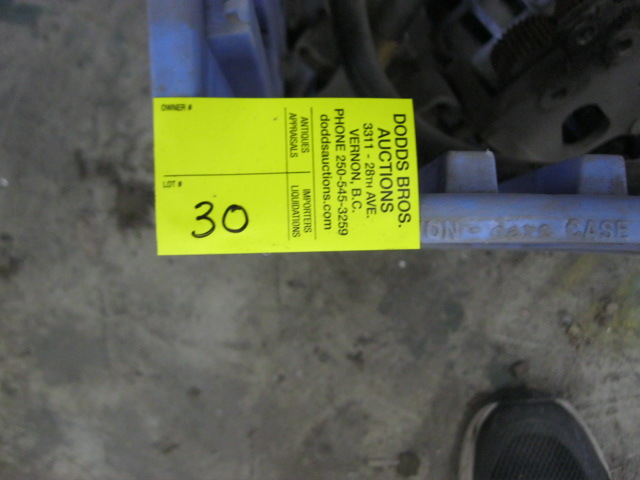 OWNER #
LOT #
30
ANTIQUES
APPRAISALS
IMPORTERS
LIQUIDATIONS
DODDS BROS.
AUCTIONS
3311 - 28TH AVE.
VERNON, B.C.
PHONE 250-545-3259
doddsauctions.com
CASE